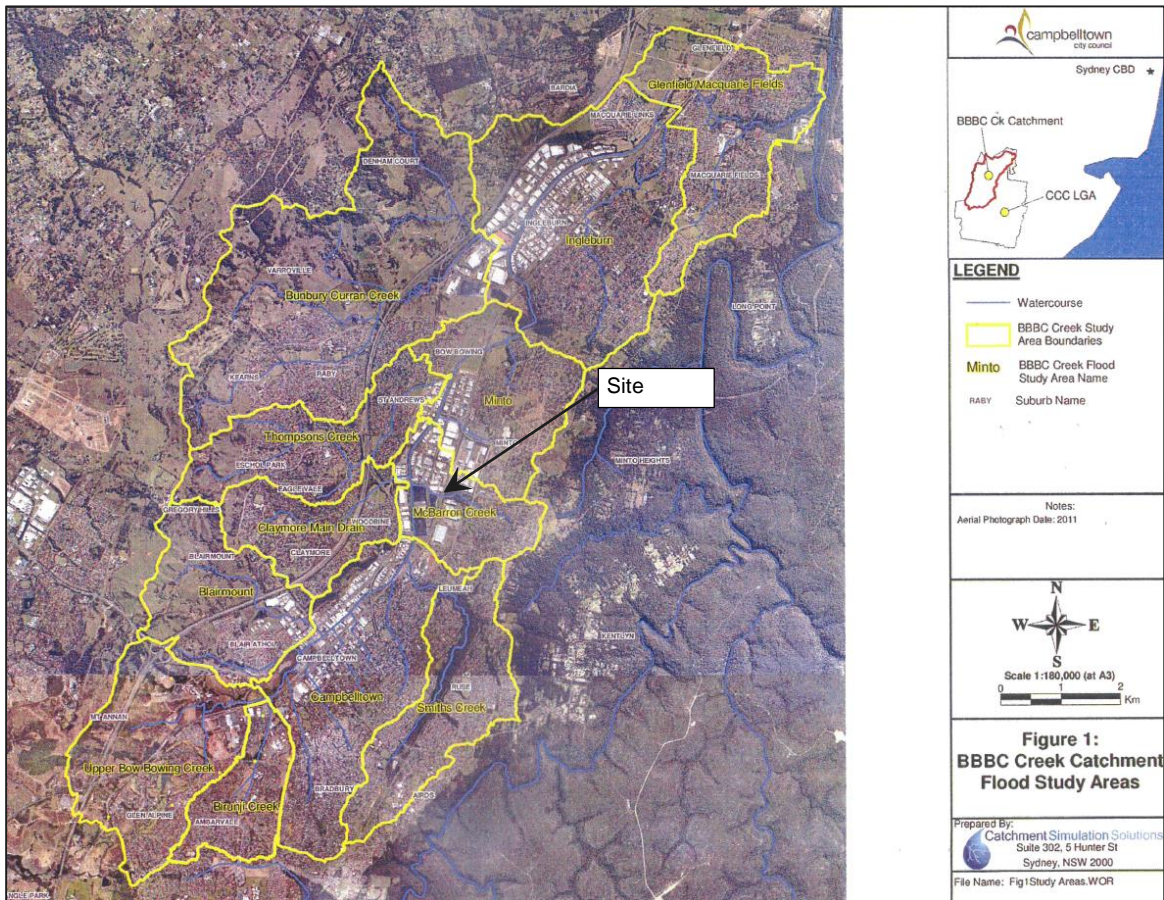 GLENFIELD
Glenfield/Macquarie Fields
BARDIA
MACQUARIE LINKS
DENHAM COURT
MACQUARIE FIELDS
INGLEBURN
Ingleburn
VARROVILLE
Bunbury Curran Creek
LONG POINT
BOW BOWING
KEARNS
RABY
Site
ST ANDREWS
Minto
Thompsons Creek
MINTO
ESCHOL PARK
MINTO HEIGHTS
EAGLEVALE
GREGORY HILLS
McBarron Creek
WOODBINE
Claymore Main Drain
BLAIRMOUNT
CLAYMORE
LEUMEAH
Blairmount
KENTLYN
BLAIR ATHOL
CAMPBELLTOWN
RUSE
Campbelltown
Smiths Creek
MT ANNAN
Upper Bow Bowing Creek
BRADBURY
AIRDS
Birunji Creek
GLEN ALPINE
AMBARVALE
NGLE PARK
campbelltown
city council
Sydney CBD
BBBC Ck Catchment
CCC LGA
LEGEND
Watercourse
BBBC Creek Study
Area Boundaries
Minto
BBBC Creek Flood
Study Area Name
RABY
Suburb Name
Notes:
Aerial Photograph Date: 2011
N
W E
S
Scale 1:180,000 (at A3)
0 1 2
Km
Figure 1:
BBBC Creek Catchment
Flood Study Areas
Prepared By:
Catchment Simulation Solutions
Suite 302, 5 Hunter St
Sydney, NSW 2000
File Name: Fig1Study Areas.WOR